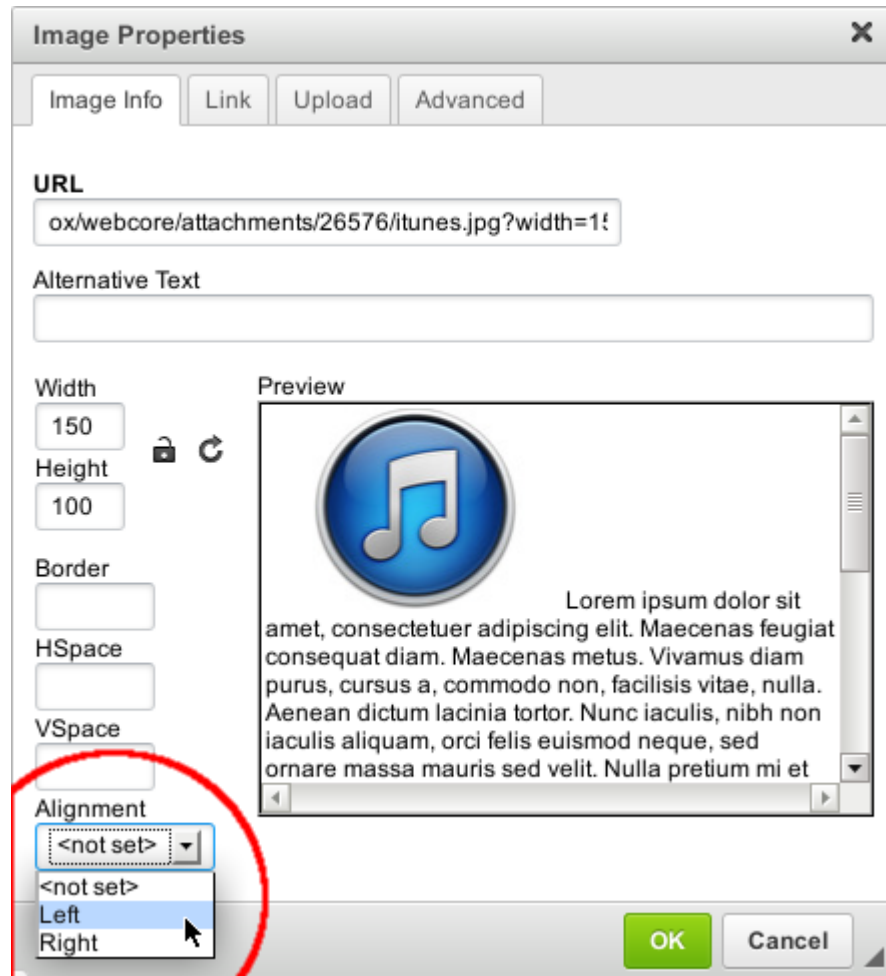 Image Properties
Image Info Link Upload Advanced
URL
ox/webcore/attachments/26576/itunes.jpg?width=15
Alternative Text
Width
150
Height
100
Border
HSpace
VSpace
Alignment
<not set>
<not set>
Left
Right
Preview
Lorem ipsum dolor sit
amet, consectetuer adipiscing elit. Maecenas feugiat
consequat diam. Maecenas metus. Vivamus diam
purus, cursus a, commodo non, facilisis vitae, nulla.
Aenean dictum lacinia tortor. Nunc iaculis, nibh non
iaculis aliquam, orci felis euismod neque, sed
ornare massa mauris sed velit. Nulla pretium mi et
OK Cancel